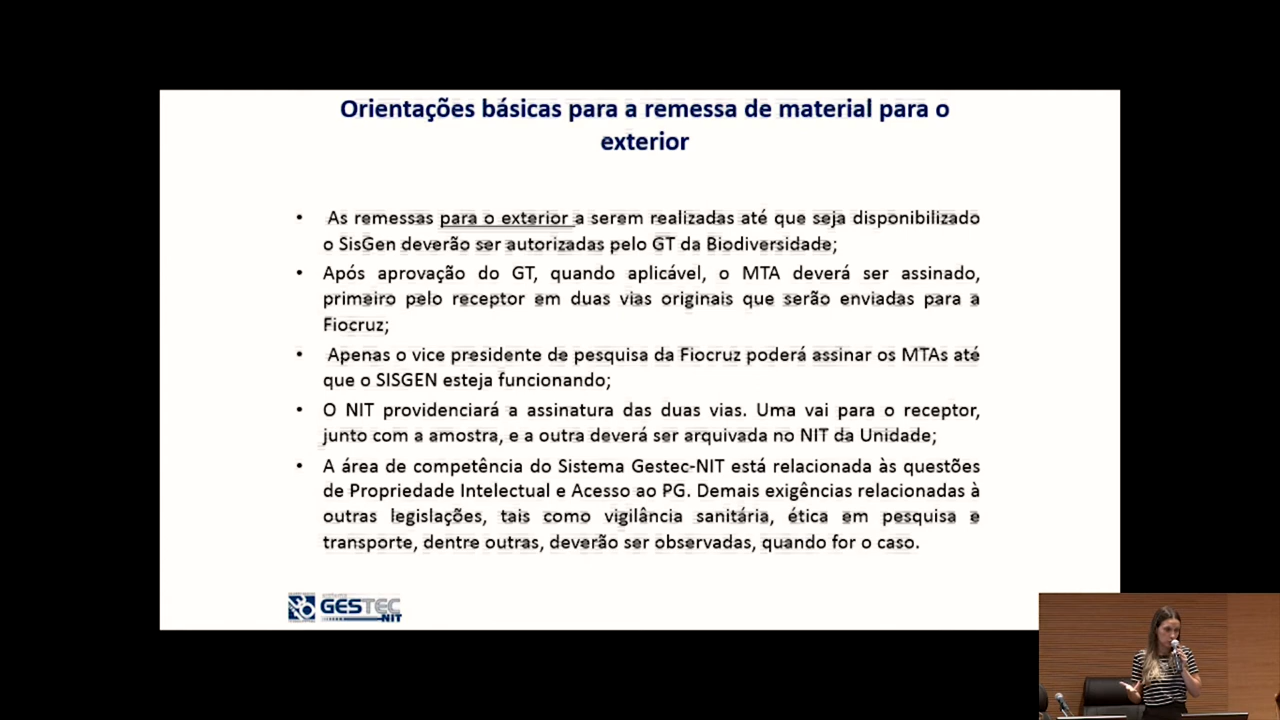 Orientações básicas para a remessa de material para o
exterior
• As remessas para o exterior a serem realizadas até que seja disponibilizado
o SisGen deverão ser autorizadas pelo GT da Biodiversidade;
• Após aprovação do GT, quando aplicável, o MTA deverá ser assinado,
primeiro pelo receptor em duas vias originais que serão enviadas para a
Fiocruz;
• Apenas o vice presidente de pesquisa da Fiocruz poderá assinar os MTAs até
que o SISGEN esteja funcionando;
• O NIT providenciará a assinatura das duas vias. Uma vai para o receptor,
junto com a amostra, e a outra deverá ser arquivada no NIT da Unidade;
• A área de competência do Sistema Gestec-NIT está relacionada às questões
de Propriedade Intelectual e Acesso ao PG. Demais exigências relacionadas à
outras legislações, tais como vigilância sanitária, ética em pesquisa e
transporte, dentre outras, deverão ser observadas, quando for o caso.
GESTEC
NIT